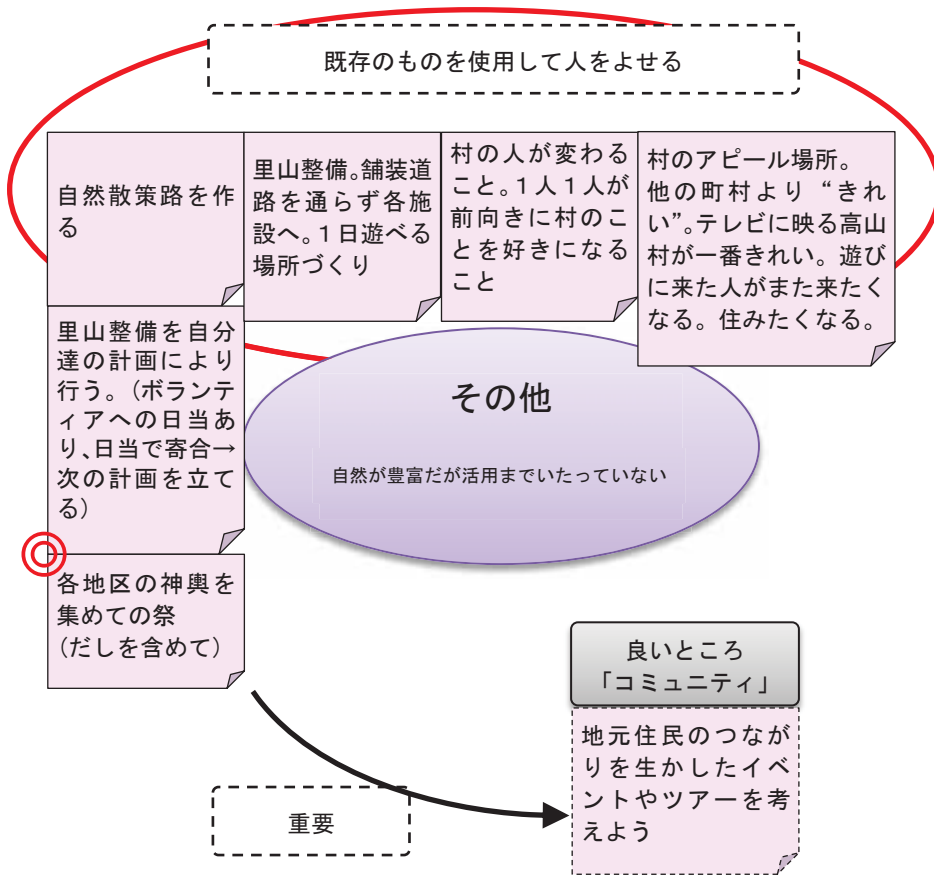 既存のものを使用して人をよせる
自然散策路を作
る
里山整備。舗装道
路を通らず各施
設へ。1日遊べる
場所づくり
村の人が変わる
こと。1人1人が
前向きに村のこ
とを好きになる
こと
村のアピール場所。
他の町村より“きれ
い”。テレビに映る高山
村が一番きれい。遊び
に来た人がまた来たく
なる。住みたくなる。
里山整備を自分
達の計画により
行う。(ボランテ
ィアへの日当あ
り、日当で寄合→
次の計画を立て
る)
その他
自然が豊富だが活用までいたっていない
各地区の神輿を
集めての祭
(だしを含めて)
良いところ
「コミュニティ」
地元住民のつなが
りを生かしたイベ
ントやツアーを考
えよう
重要